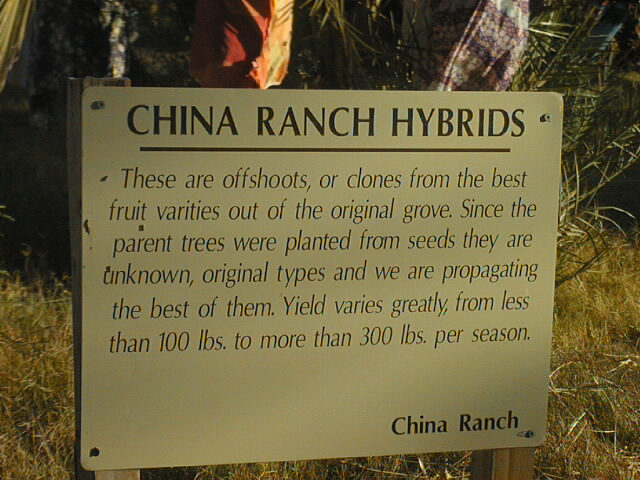 CHINA RANCH HYBRIDS
These are offshoots, or clones from the best
fruit varities out of the original grove. Since the
parent trees were planted from seeds they are
unknown, original types and we are propagating
the best of them. Yield varies greatly, from less
than 100 lbs. to more than 300 lbs. per season.
China Ranch